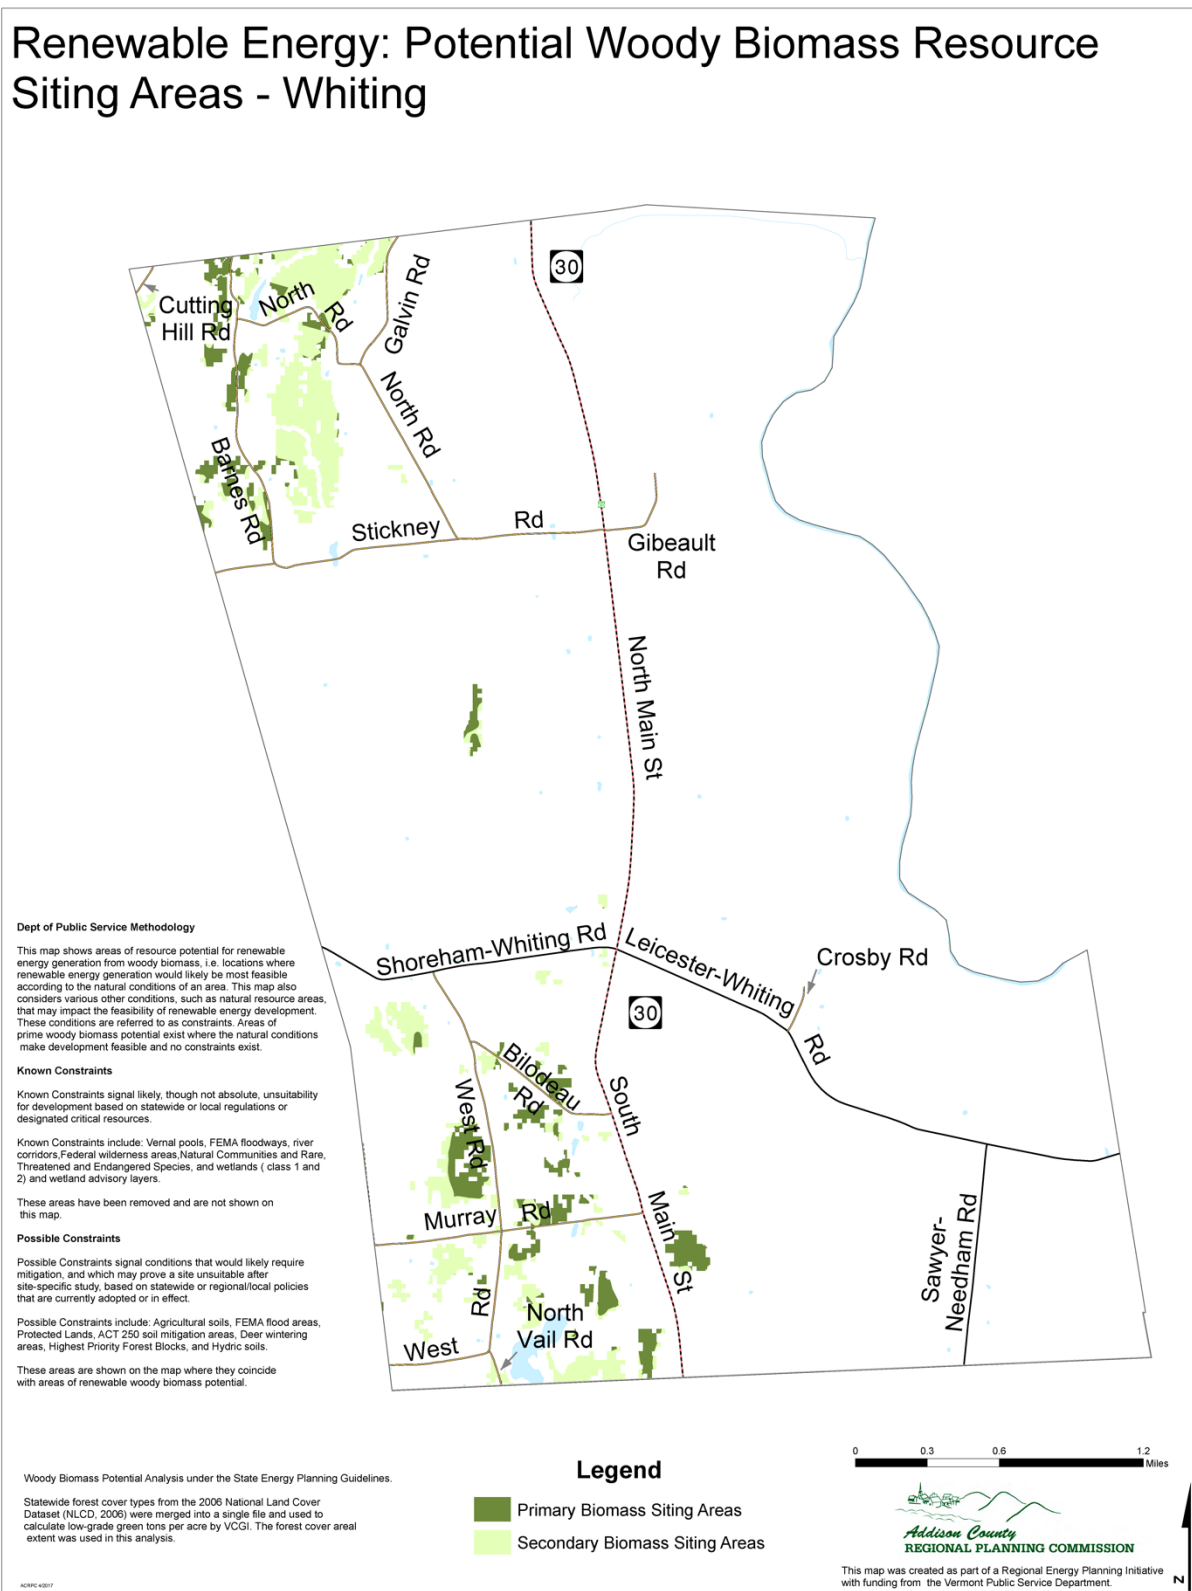 Renewable Energy: Potential Woody Biomass Resource
Siting Areas - Whiting
30
Cutting
Hill Rd
North
Rd
Galvin Rd
North Rd
Barnes Rd
Stickney
Rd
Gibeault
Rd
North Main St
Shoreham-Whiting Rd
Leicester-Whiting
Rd
Crosby Rd
30
Bilodeau
Rd
South
Main
St
West Rd
Murray
Rd
Rd
West
North
Vail Rd
Sawyer-
Needham Rd
Dept of Public Service Methodology
This map shows areas of resource potential for renewable
energy generation from woody biomass, i.e. locations where
renewable energy generation would likely be most feasible
according to the natural conditions of an area. This map also
considers various other conditions, such as natural resource areas,
that may impact the feasibility of renewable energy development.
These conditions are referred to as constraints. Areas of
prime woody biomass potential exist where the natural conditions
make development feasible and no constraints exist.
Known Constraints
Known Constraints signal likely, though not absolute, unsuitability
for development based on statewide or local regulations or
designated critical resources.
Known Constraints include: Vernal pools, FEMA floodways, river
corridors,Federal wilderness areas,Natural Communities and Rare,
Threatened and Endangered Species, and wetlands ( class 1 and
2) and wetland advisory layers.
These areas have been removed and are not shown on
this map.
Possible Constraints
Possible Constraints signal conditions that would likely require
mitigation, and which may prove a site unsuitable after
site-specific study, based on statewide or regional/local policies
that are currently adopted or in effect.
Possible Constraints include: Agricultural soils, FEMA flood areas,
Protected Lands, ACT 250 soil mitigation areas, Deer wintering
areas, Highest Priority Forest Blocks, and Hydric soils.
These areas are shown on the map where they coincide
with areas of renewable woody biomass potential.
Woody Biomass Potential Analysis under the State Energy Planning Guidelines.
Statewide forest cover types from the 2006 National Land Cover
Dataset (NLCD, 2006) were merged into a single file and used to
calculate low-grade green tons per acre by VCGI. The forest cover areal
extent was used in this analysis.
ACRPC 4/2017
Legend
Primary Biomass Siting Areas
Secondary Biomass Siting Areas
0 0.3 0.6 1.2
Miles
Addison County
REGIONAL PLANNING COMMISSION
This map was created as part of a Regional Energy Planning Initiative
with funding from the Vermont Public Service Department.
N